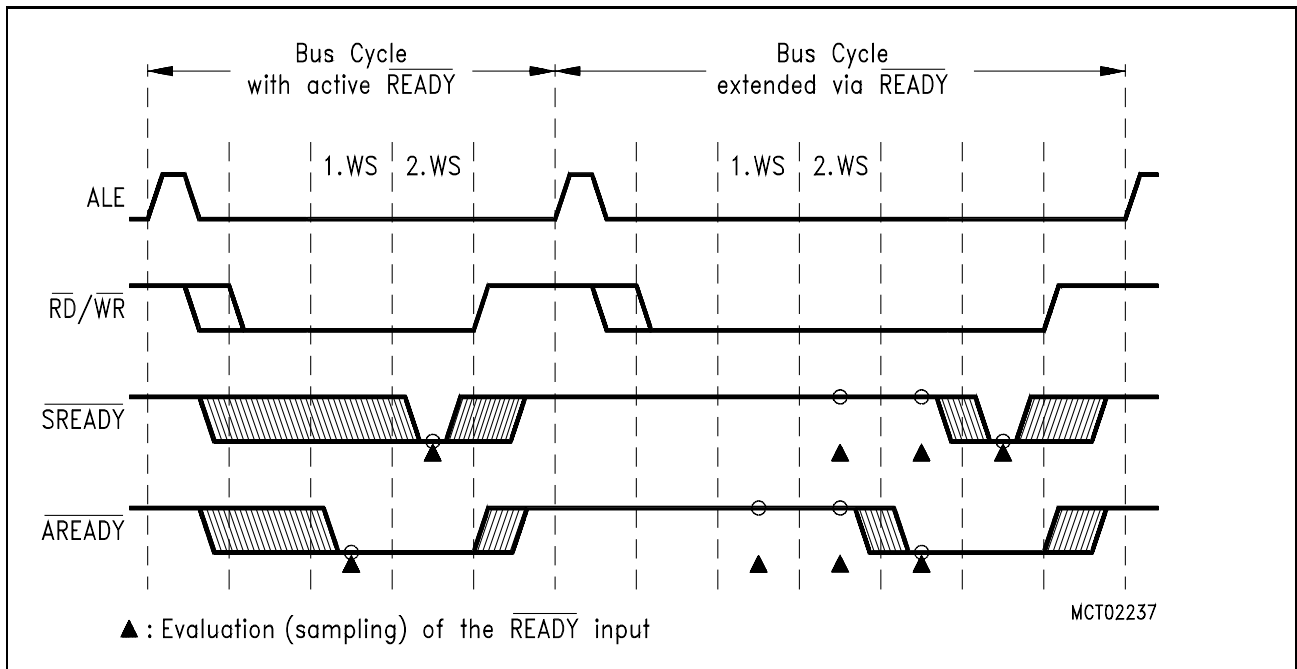 Bus Cycle
with active READY
Bus Cycle
extended via READY
1.WS 2.WS
1.WS 2.WS
ALE
RD/WR
SREADY
AREADY
MCT02237
▲ : Evaluation (sampling) of the READY input